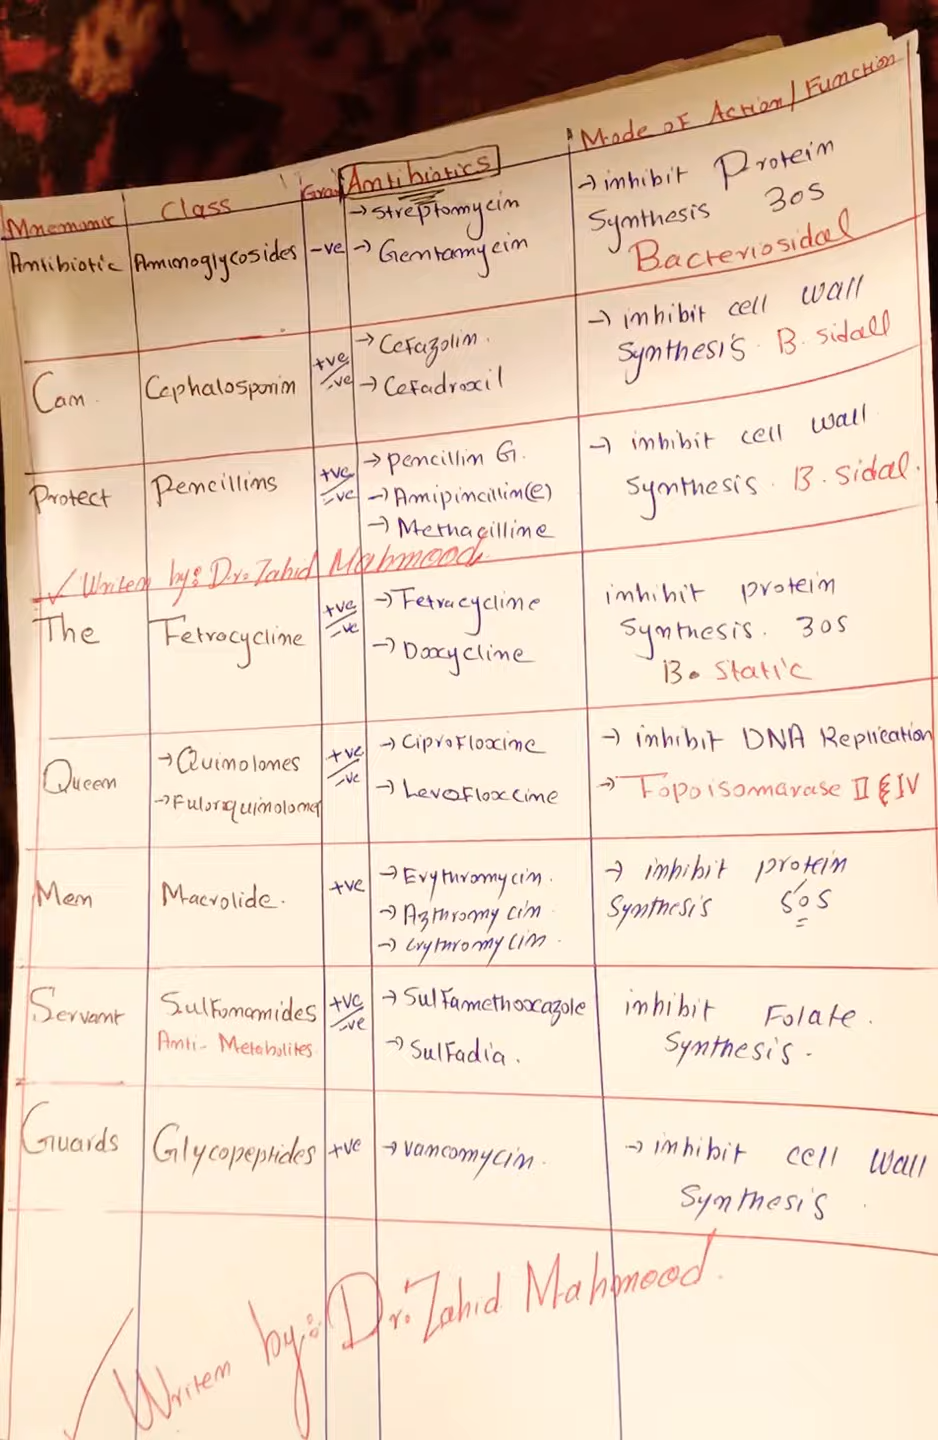 Mnemonic Class Gram Antibiotics Mode of Action/Function
Antibiotic Aminoglycosides -ve → Streptomycin → inhibit Protein
→ Gentamycin Synthesis 30S
Bacteriosidal
Can Cephalosporin +ve/-ve → Cefazolin. → inhibit cell wall
→ Cefadroxil Synthesis. B. sidall
Protect Pencillins +ve/-ve → Pencillin G. → inhibit cell wall
→ Amipincillin(e) Synthesis. B. sidal.
→ Methacilline
✓ Writen by: Dr. Zahid Mahmood
The Tetrocycline +ve/-ve → Tetracycline inhibit protein
→ Doxycline Synthesis. 30S
B. Static
Queen → Quinolones +ve/-ve → Ciprofloxcine → inhibit DNA Replication
→ Fuloroquinolones → Levofloxcine → Topoisomarase II & IV
Men Macrolide. +ve → Erythromycin. → inhibit protein
→ Azthromycin. Synthesis 50S
→ Crythromycin.
Servant Sulfonamides +ve/-ve → Sulfamethoxazole inhibit Folate.
Anti-Metabolites → Sulfadia. Synthesis.
Guards Glycopeptides +ve → vancomycin. → inhibit cell wall
Synthesis
✓ Writen by: Dr. Zahid Mahmood.